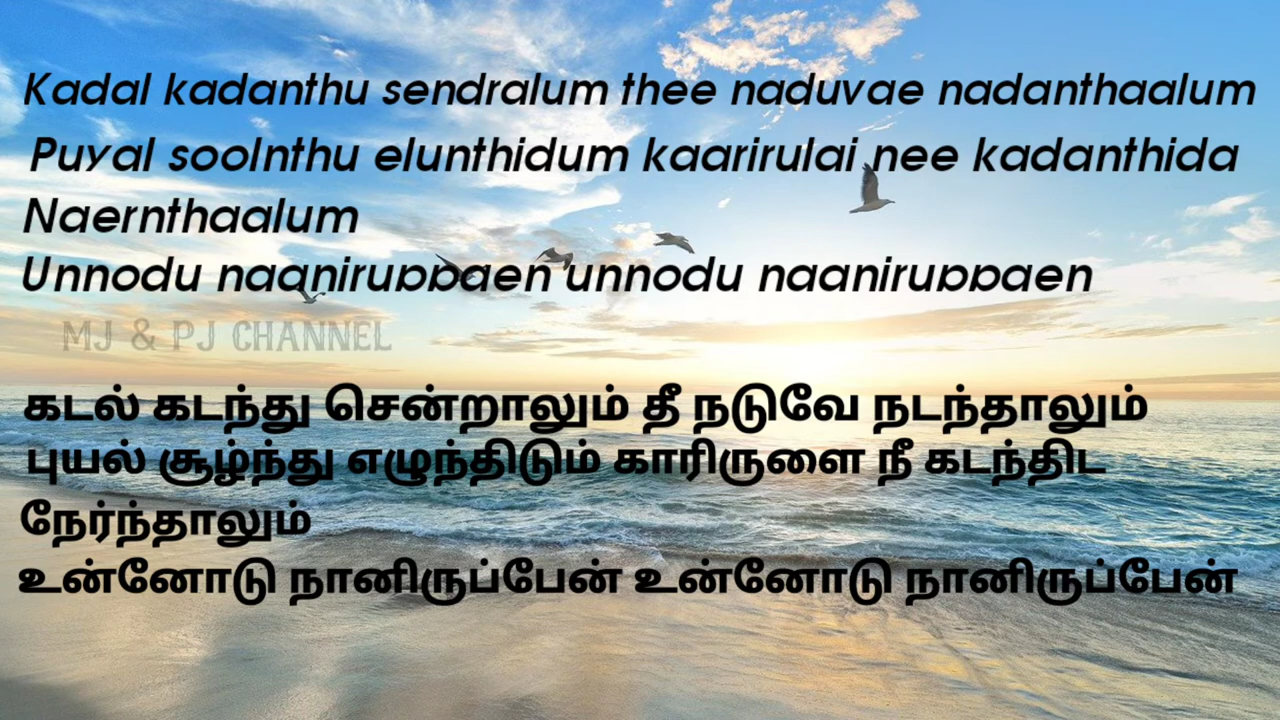 Kadal kadanthu sendralum thee naduvae nadanthaalum
Puyal soolnthu elunthidum kaarirulai nee kadanthida
Naernthaalum
Unnodu naaniruppaen unnodu naaniruppaen
MJ & PJ CHANNEL
கடல் கடந்து சென்றாலும் தீ நடுவே நடந்தாலும்
புயல் சூழ்ந்து எழுந்திடும் காரிருளை நீ கடந்திட
நேர்ந்தாலும்
உன்னோடு நானிருப்பேன் உன்னோடு நானிருப்பேன்